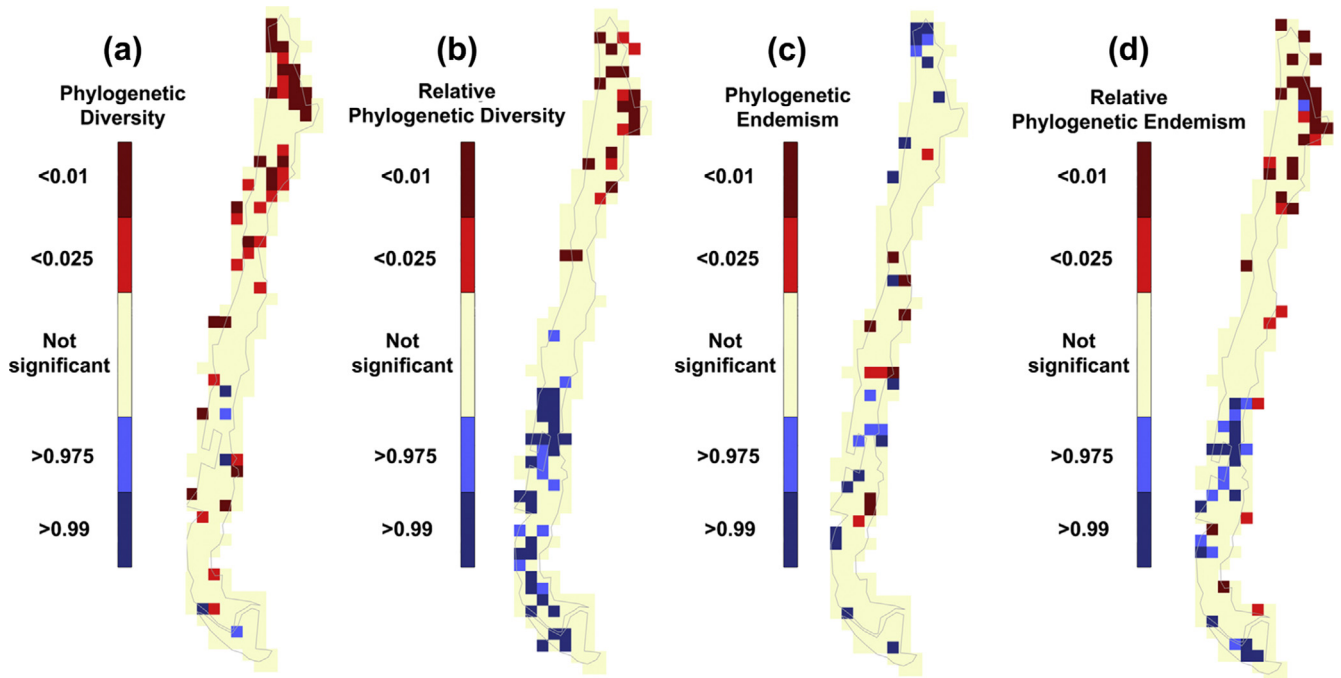 (a)
Phylogenetic
Diversity
<0.01
<0.025
Not
significant
>0.975
>0.99
(b)
Relative
Phylogenetic Diversity
<0.01
<0.025
Not
significant
>0.975
>0.99
(c)
Phylogenetic
Endemism
<0.01
<0.025
Not
significant
>0.975
>0.99
(d)
Relative
Phylogenetic Endemism
<0.01
<0.025
Not
significant
>0.975
>0.99